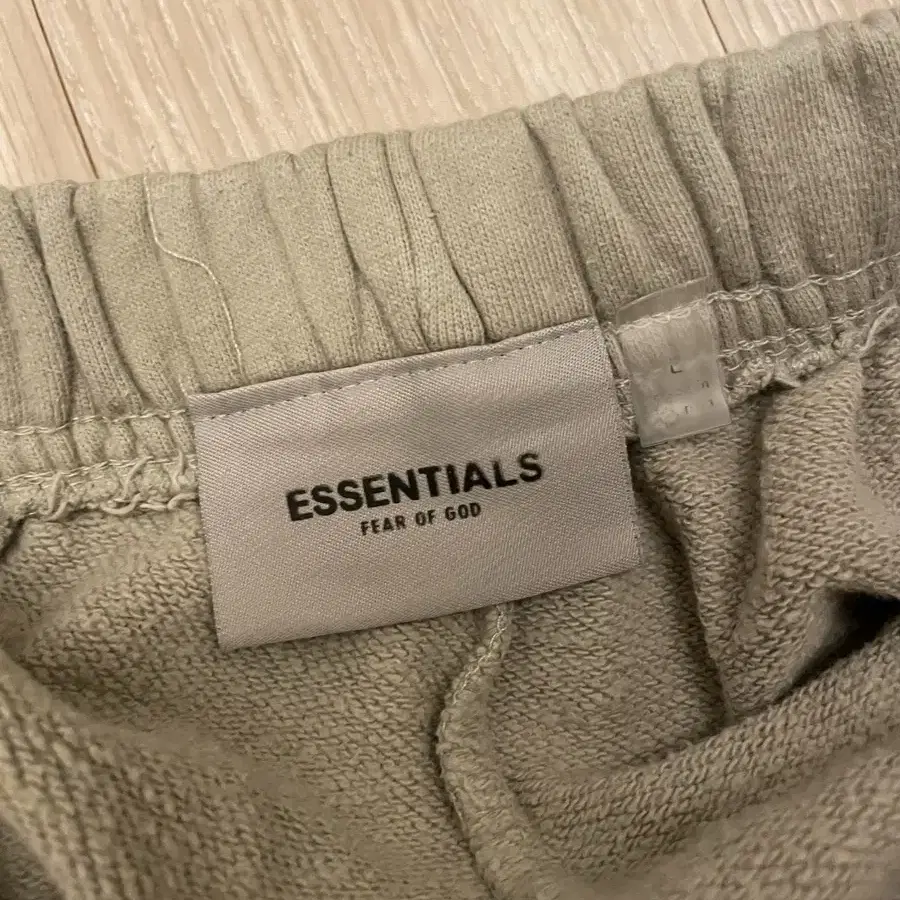 ESSENTIALS
FEAR OF GOD
L